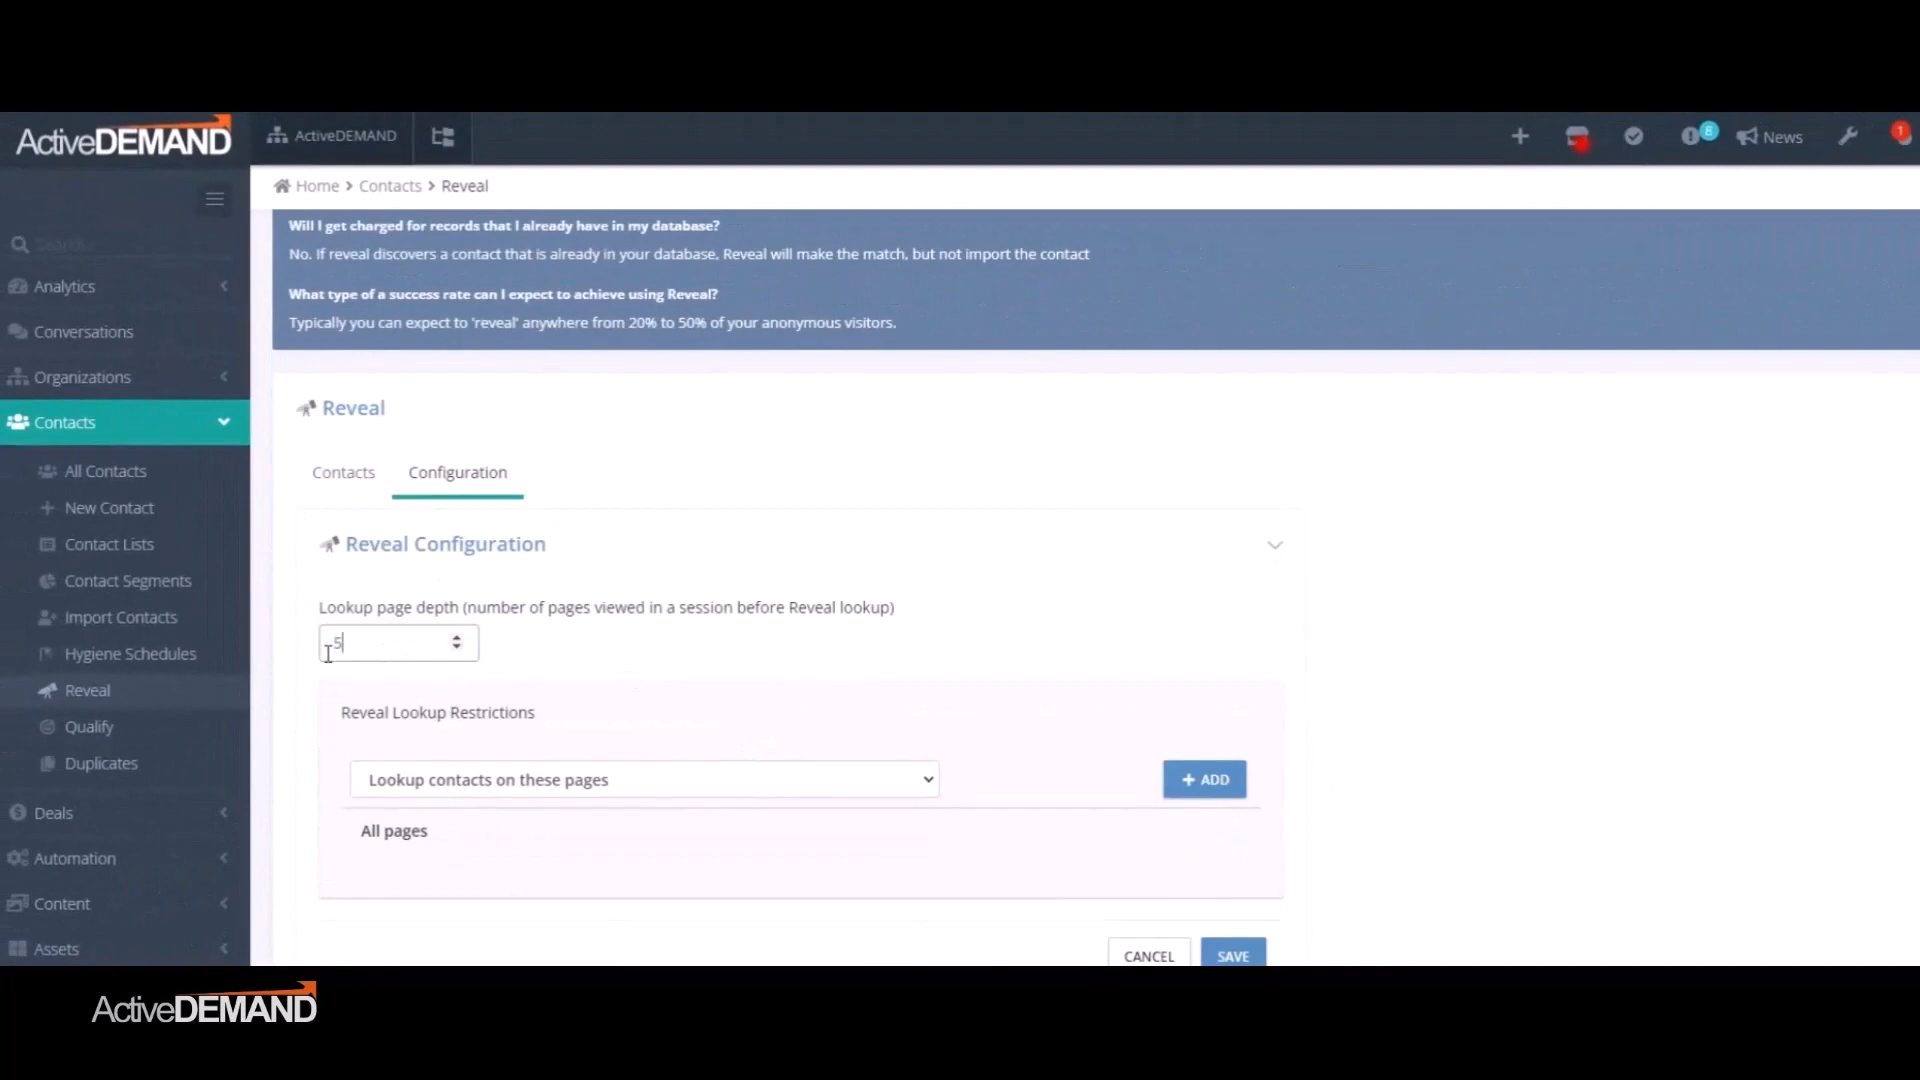 ActiveDEMAND
ActiveDEMAND
6
News
1
Home > Contacts > Reveal
Search...
Analytics
Conversations
Organizations
Contacts
All Contacts
New Contact
Contact Lists
Contact Segments
Import Contacts
Hygiene Schedules
Reveal
Qualify
Duplicates
Deals
Automation
Content
Assets
Will I get charged for records that I already have in my database?
No. If reveal discovers a contact that is already in your database, Reveal will make the match, but not import the contact
What type of a success rate can I expect to achieve using Reveal?
Typically you can expect to 'reveal' anywhere from 20% to 50% of your anonymous visitors.
Reveal
Contacts
Configuration
Reveal Configuration
Lookup page depth (number of pages viewed in a session before Reveal lookup)
5
Reveal Lookup Restrictions
Lookup contacts on these pages
+ ADD
All pages
CANCEL
SAVE
ActiveDEMAND